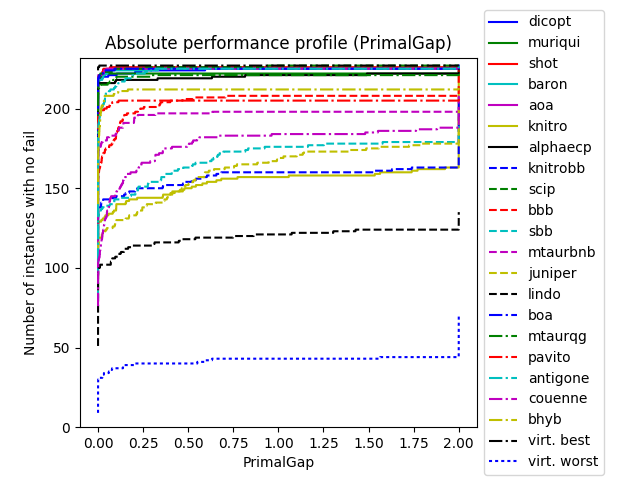 Absolute performance profile (PrimalGap)
Number of instances with no fail
200
150
100
50
0
0.00 0.25 0.50 0.75 1.00 1.25 1.50 1.75 2.00
PrimalGap
dicopt
muriqui
shot
baron
aoa
knitro
alphaecp
knitrobb
scip
bbb
sbb
mtaurbnb
juniper
lindo
boa
mtaurqg
pavito
antigone
couenne
bhyb
virt. best
virt. worst